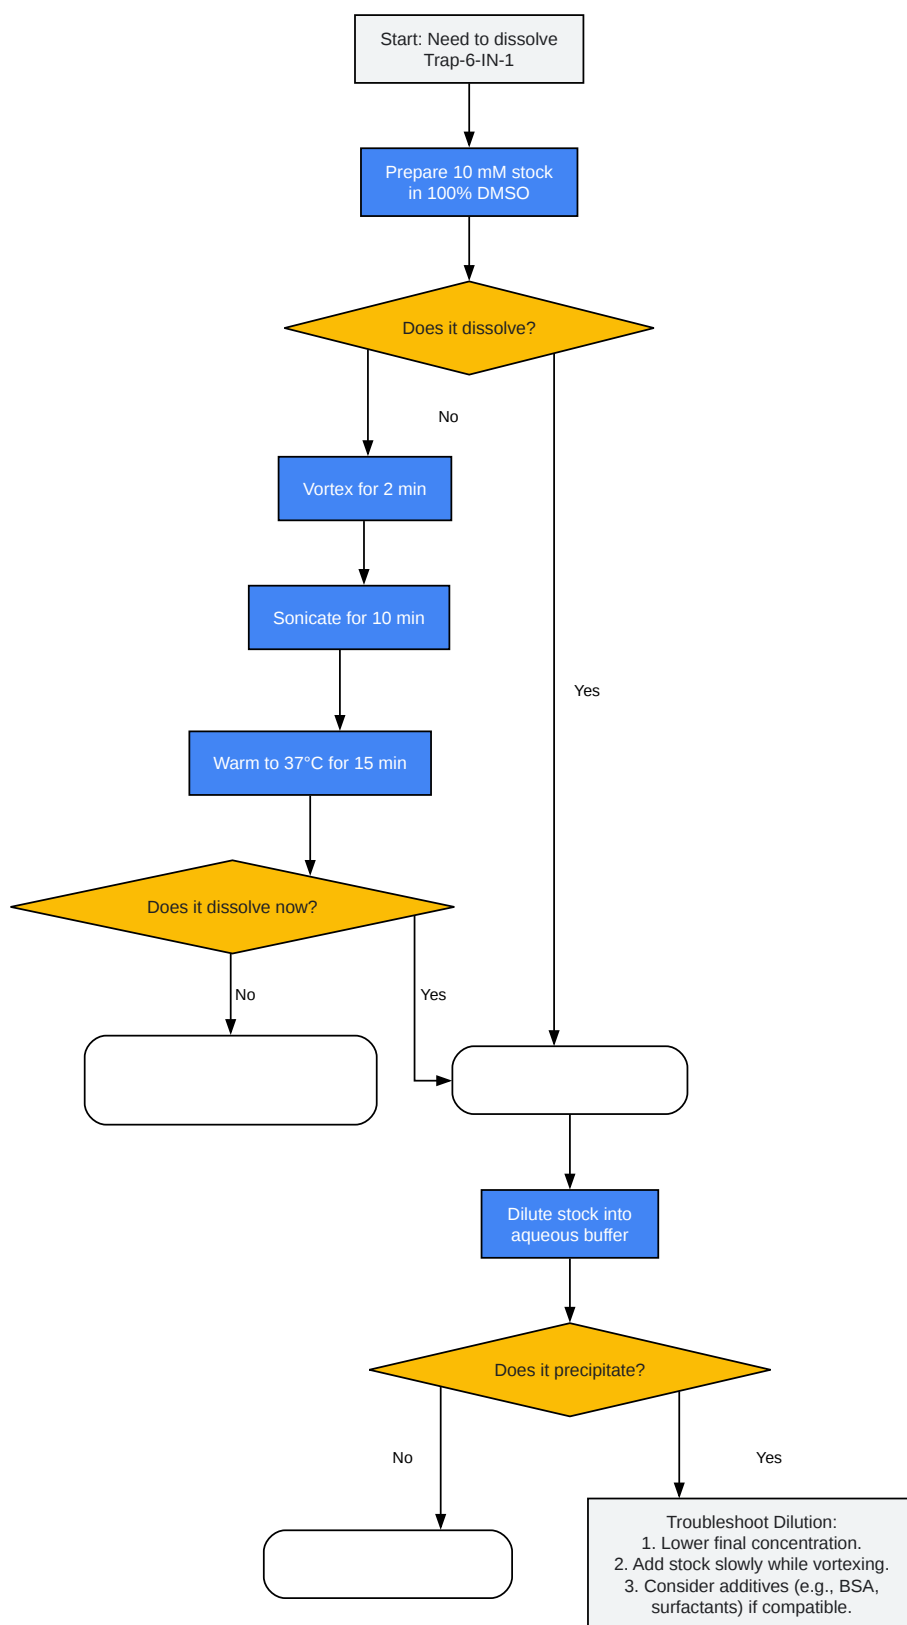 Start: Need to dissolve
Trap-6-IN-1
Prepare 10 mM stock
in 100% DMSO
Does it dissolve?
No
Vortex for 2 min
Sonicate for 10 min
Yes
Warm to 37°C for 15 min
Does it dissolve now?
No
Yes
Dilute stock into
aqueous buffer
Does it precipitate?
No
Yes
Troubleshoot Dilution:
1. Lower final concentration.
2. Add stock slowly while vortexing.
3. Consider additives (e.g., BSA,
surfactants) if compatible.